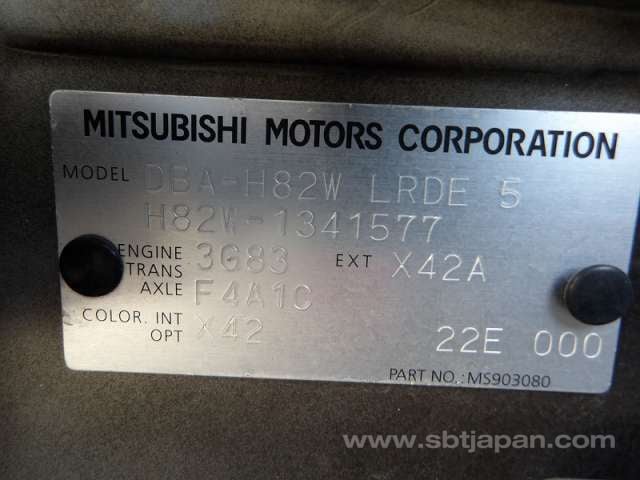 MITSUBISHI MOTORS CORPORATION
MODEL DBA-H82W LRDE 5
H82W-1341577
ENGINE 3G83 EXT X42A
TRANS AXLE F4A1C
COLOR. INT X42
OPT 22E 000
PART NO.: MS903080
www.sbtjapan.com